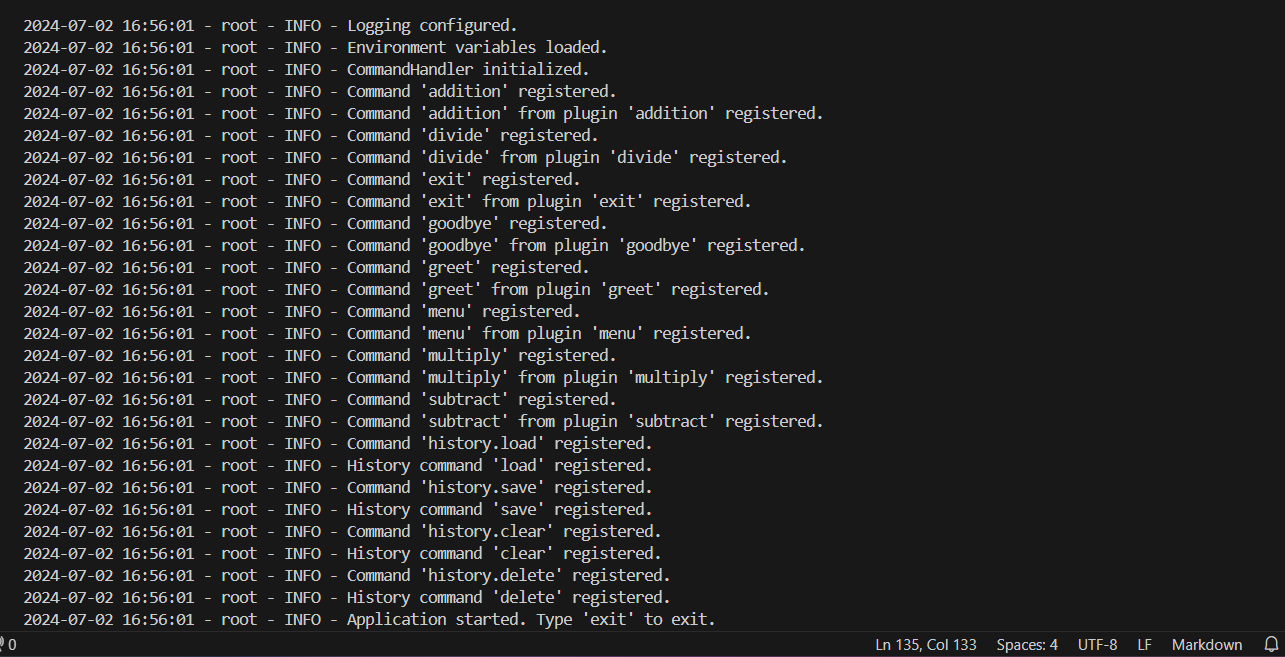 2024-07-02 16:56:01 - root - INFO - Logging configured.
2024-07-02 16:56:01 - root - INFO - Environment variables loaded.
2024-07-02 16:56:01 - root - INFO - CommandHandler initialized.
2024-07-02 16:56:01 - root - INFO - Command 'addition' registered.
2024-07-02 16:56:01 - root - INFO - Command 'addition' from plugin 'addition' registered.
2024-07-02 16:56:01 - root - INFO - Command 'divide' registered.
2024-07-02 16:56:01 - root - INFO - Command 'divide' from plugin 'divide' registered.
2024-07-02 16:56:01 - root - INFO - Command 'exit' registered.
2024-07-02 16:56:01 - root - INFO - Command 'exit' from plugin 'exit' registered.
2024-07-02 16:56:01 - root - INFO - Command 'goodbye' registered.
2024-07-02 16:56:01 - root - INFO - Command 'goodbye' from plugin 'goodbye' registered.
2024-07-02 16:56:01 - root - INFO - Command 'greet' registered.
2024-07-02 16:56:01 - root - INFO - Command 'greet' from plugin 'greet' registered.
2024-07-02 16:56:01 - root - INFO - Command 'menu' registered.
2024-07-02 16:56:01 - root - INFO - Command 'menu' from plugin 'menu' registered.
2024-07-02 16:56:01 - root - INFO - Command 'multiply' registered.
2024-07-02 16:56:01 - root - INFO - Command 'multiply' from plugin 'multiply' registered.
2024-07-02 16:56:01 - root - INFO - Command 'subtract' registered.
2024-07-02 16:56:01 - root - INFO - Command 'subtract' from plugin 'subtract' registered.
2024-07-02 16:56:01 - root - INFO - Command 'history.load' registered.
2024-07-02 16:56:01 - root - INFO - History command 'load' registered.
2024-07-02 16:56:01 - root - INFO - Command 'history.save' registered.
2024-07-02 16:56:01 - root - INFO - History command 'save' registered.
2024-07-02 16:56:01 - root - INFO - Command 'history.clear' registered.
2024-07-02 16:56:01 - root - INFO - History command 'clear' registered.
2024-07-02 16:56:01 - root - INFO - Command 'history.delete' registered.
2024-07-02 16:56:01 - root - INFO - History command 'delete' registered.
2024-07-02 16:56:01 - root - INFO - Application started. Type 'exit' to exit.
0 Ln 135, Col 133 Spaces: 4 UTF-8 LF Markdown